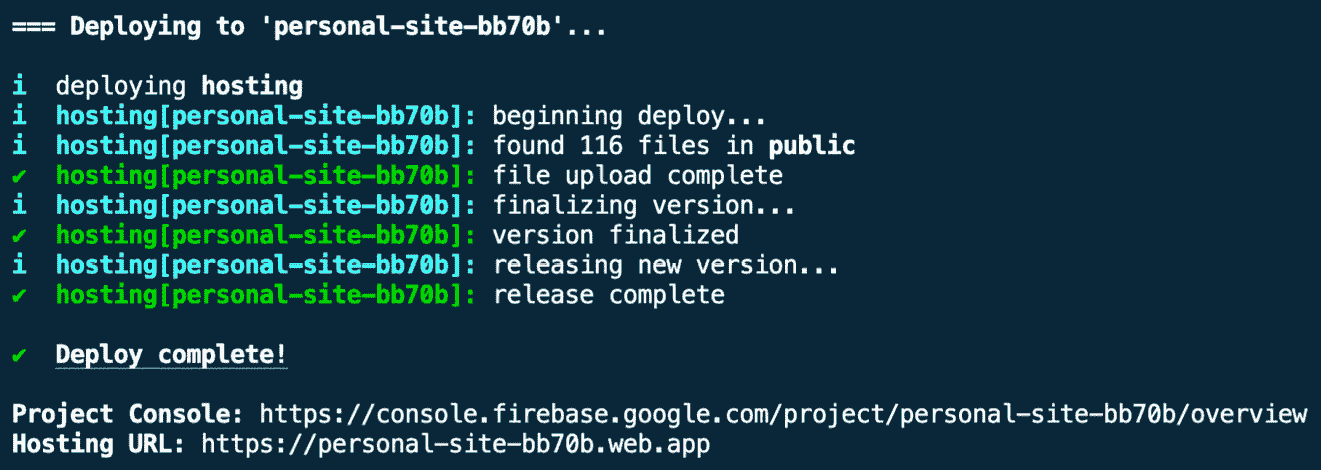 === Deploying to 'personal-site-bb70b'...
i deploying hosting
i hosting[personal-site-bb70b]: beginning deploy...
i hosting[personal-site-bb70b]: found 116 files in public
✔ hosting[personal-site-bb70b]: file upload complete
i hosting[personal-site-bb70b]: finalizing version...
✔ hosting[personal-site-bb70b]: version finalized
i hosting[personal-site-bb70b]: releasing new version...
✔ hosting[personal-site-bb70b]: release complete
✔ Deploy complete!
Project Console: https://console.firebase.google.com/project/personal-site-bb70b/overview
Hosting URL: https://personal-site-bb70b.web.app